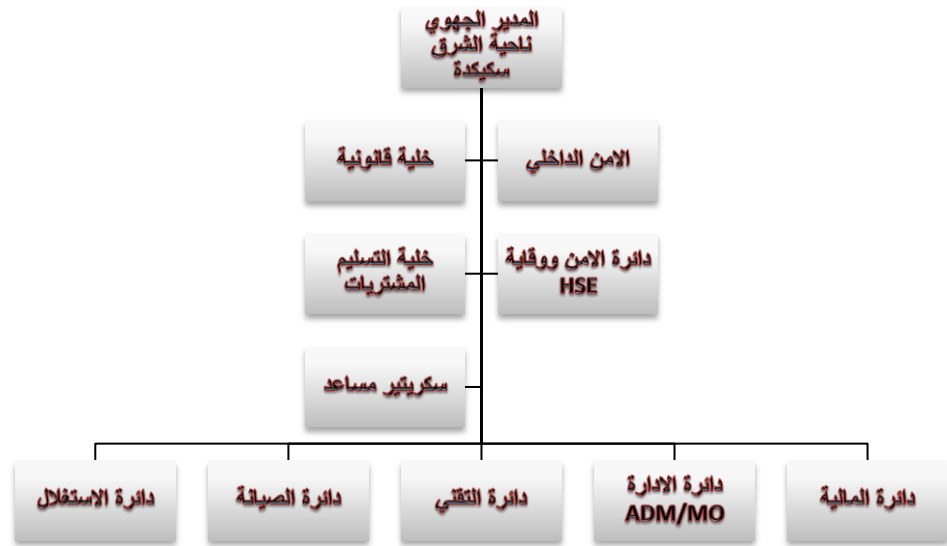 المدير الجهوي
ناحية الشرق
سكيكدة
الامن الداخلي
خلية قانونية
دائرة الامن ووقاية
HSE
خلية التسليم
المشتريات
سكريتير مساعد
دائرة المالية
دائرة الادارة
ADM/MO
دائرة التقني
دائرة الصيانة
دائرة الاستغلال